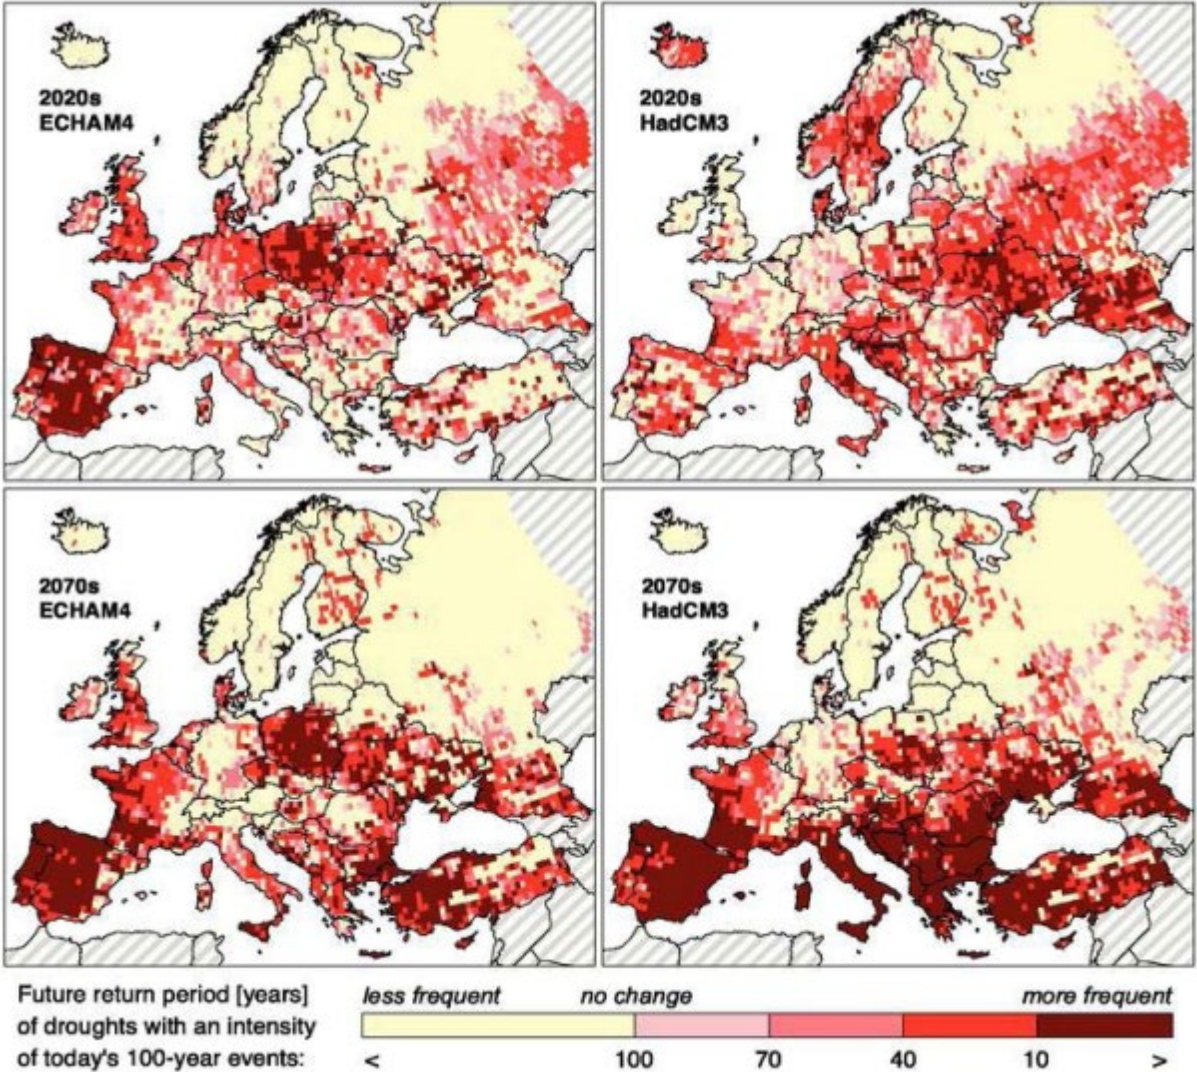 2020s
ECHAM4
2020s
HadCM3
2070s
ECHAM4
2070s
HadCM3
Future return period [years]
of droughts with an intensity
of today's 100-year events:
less frequent no change more frequent
< 100 70 40 10 >